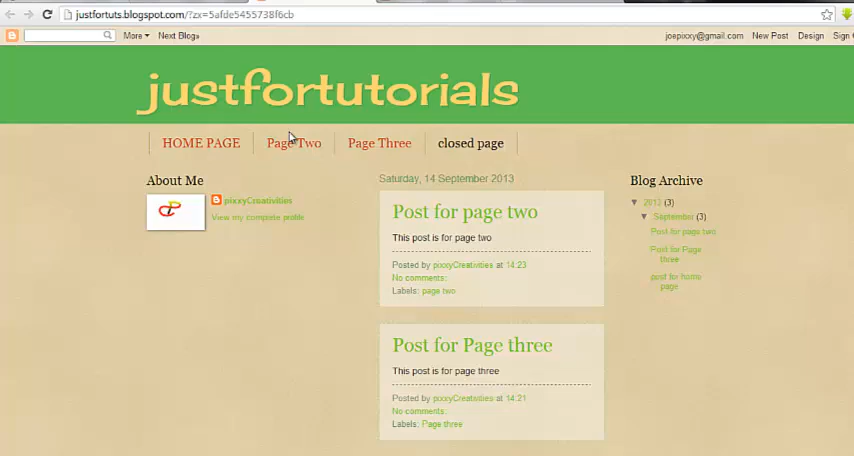 justfortuts.blogspot.com/?zx=5afde5455738f6cb
More Next Blog» joepixxy@gmail.com New Post Design Sign
justfortutorials
HOME PAGE Page Two Page Three closed page
About Me
pixxyCreativities
View my complete profile
Saturday, 14 September 2013
Post for page two
This post is for page two
Posted by pixxyCreativities at 14:23
No comments:
Labels: page two
Post for Page three
This post is for page three
Posted by pixxyCreativities at 14:21
No comments:
Labels: Page three
Blog Archive
▼ 2013 (3)
▼ September (3)
Post for page two
Post for Page
three
post for home
page